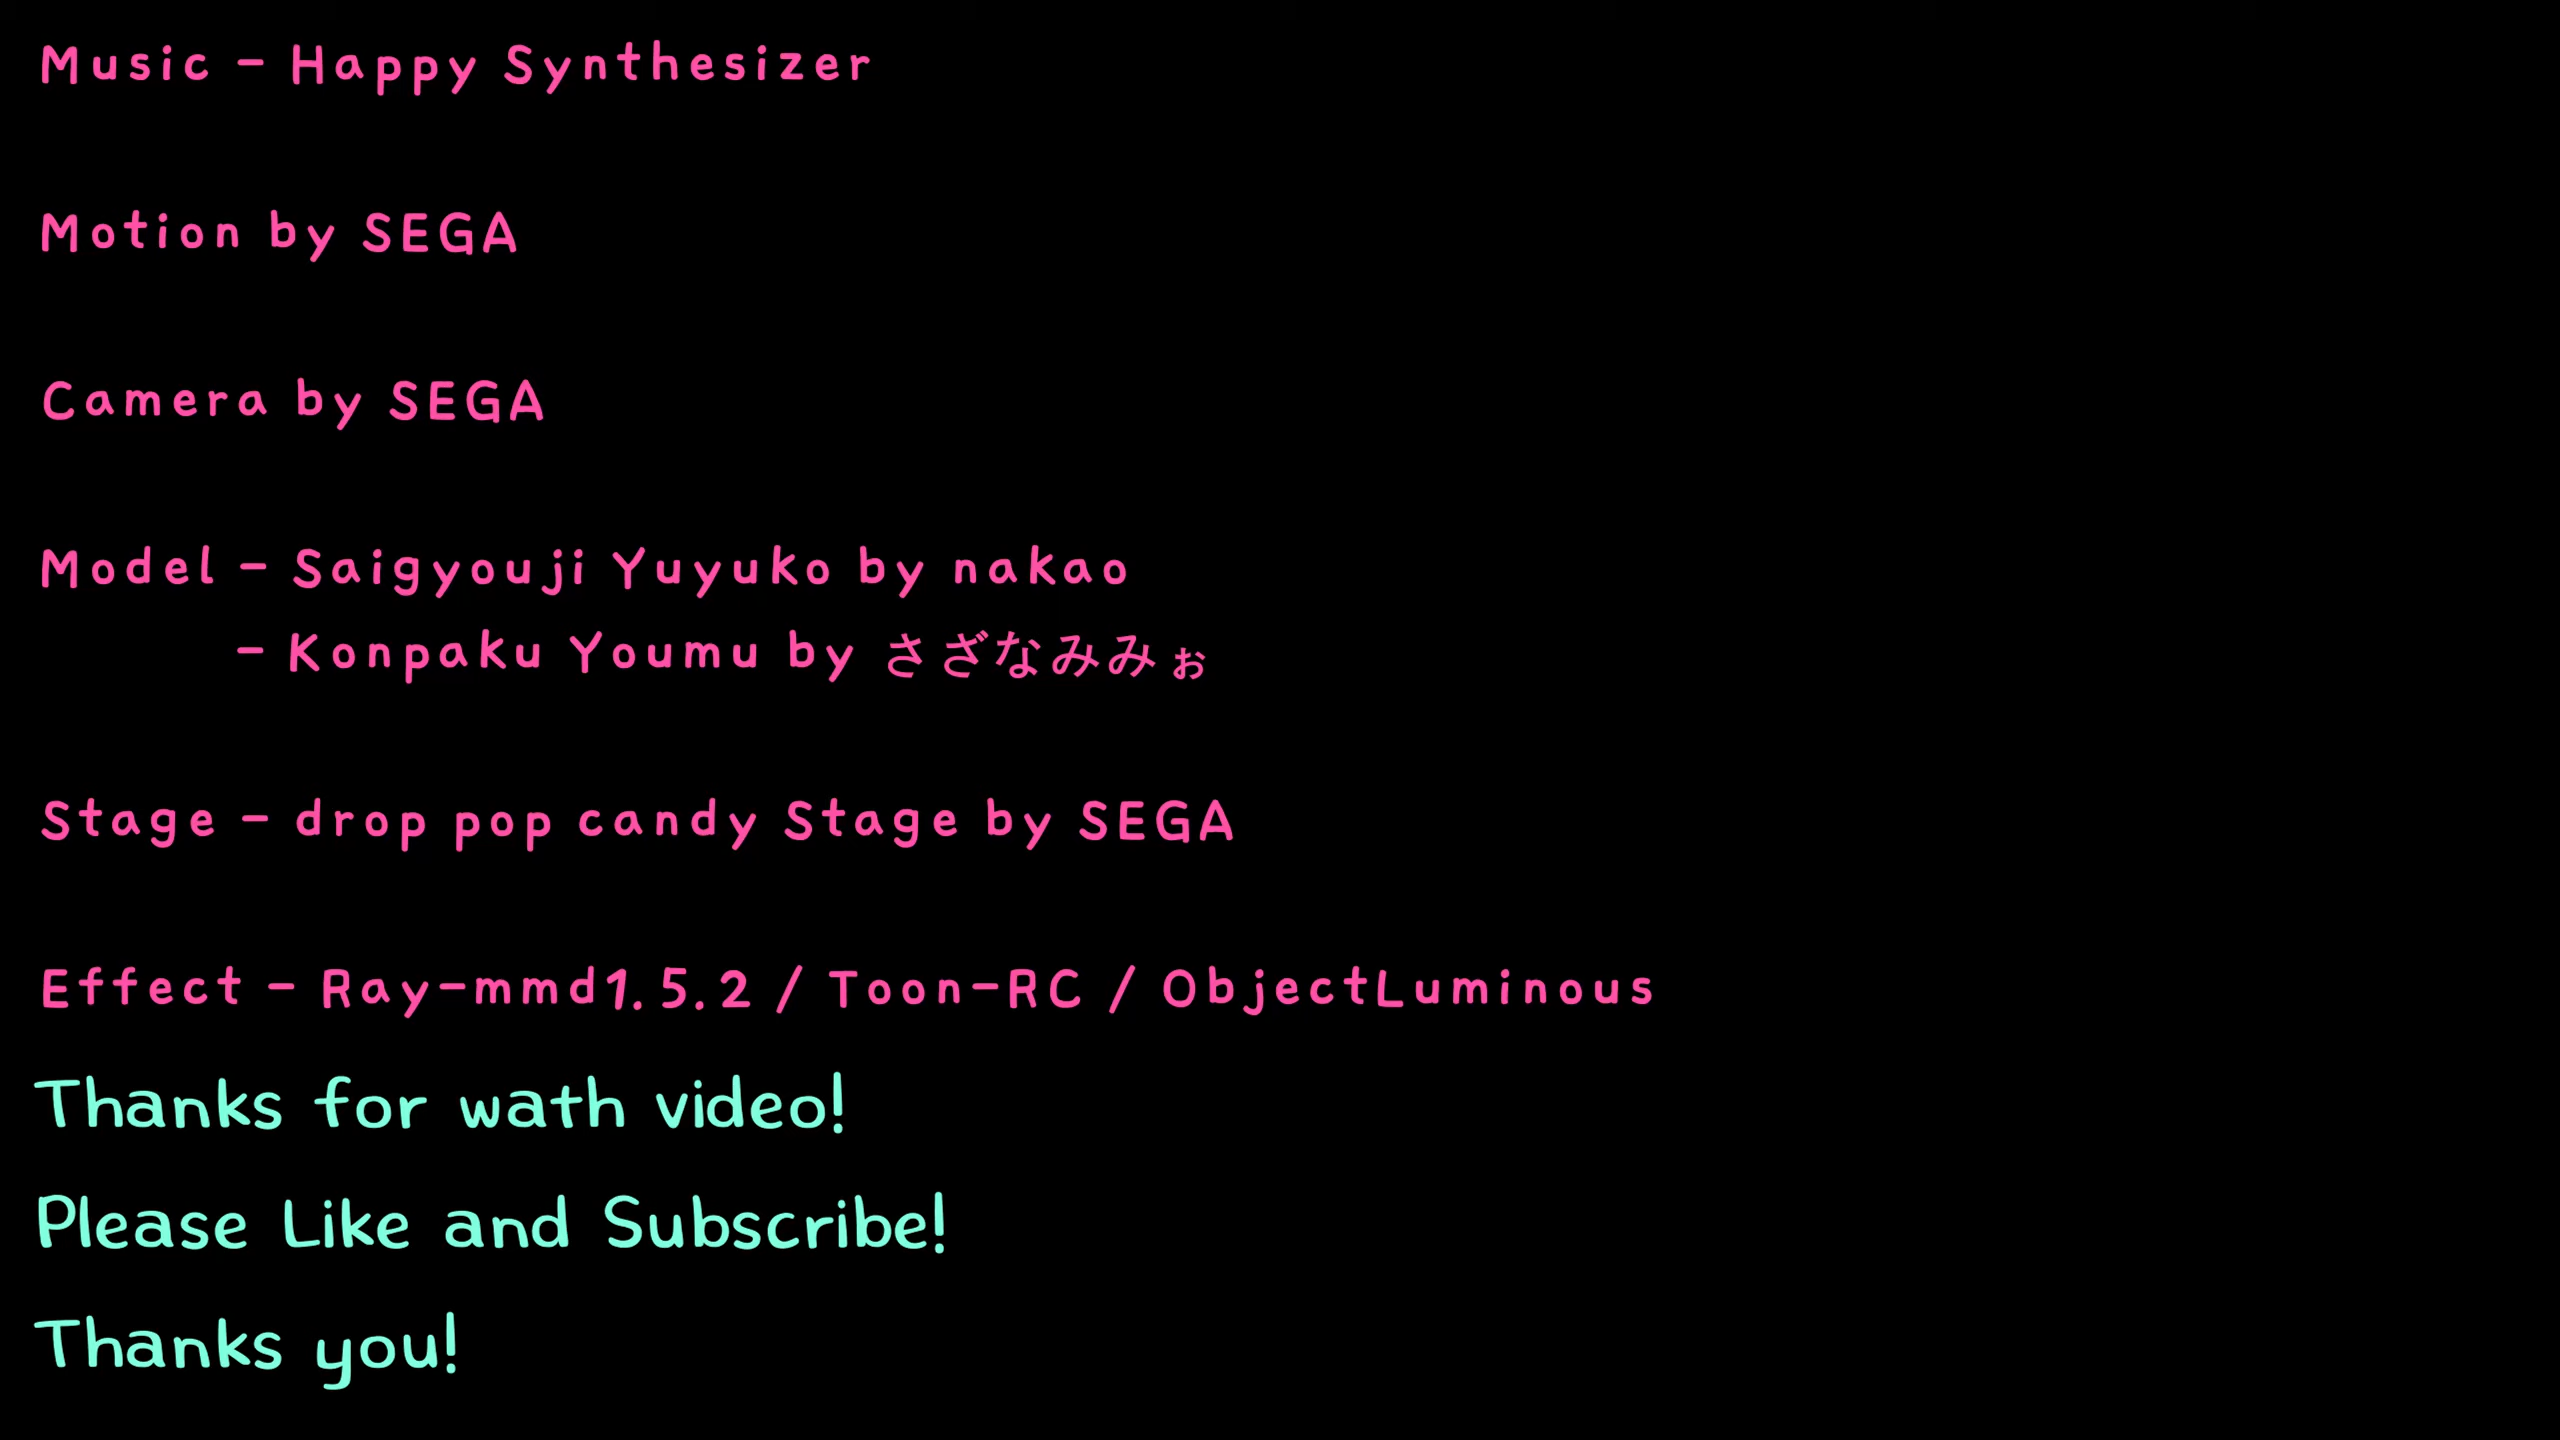 Music - Happy Synthesizer
Motion by SEGA
Camera by SEGA
Model - Saigyouji Yuyuko by nakao
- Konpaku Youmu by さざなみみぉ
Stage - drop pop candy Stage by SEGA
Effect - Ray-mmd1.5.2 / Toon-RC / ObjectLuminous
Thanks for wath video!
Please Like and Subscribe!
Thanks you!